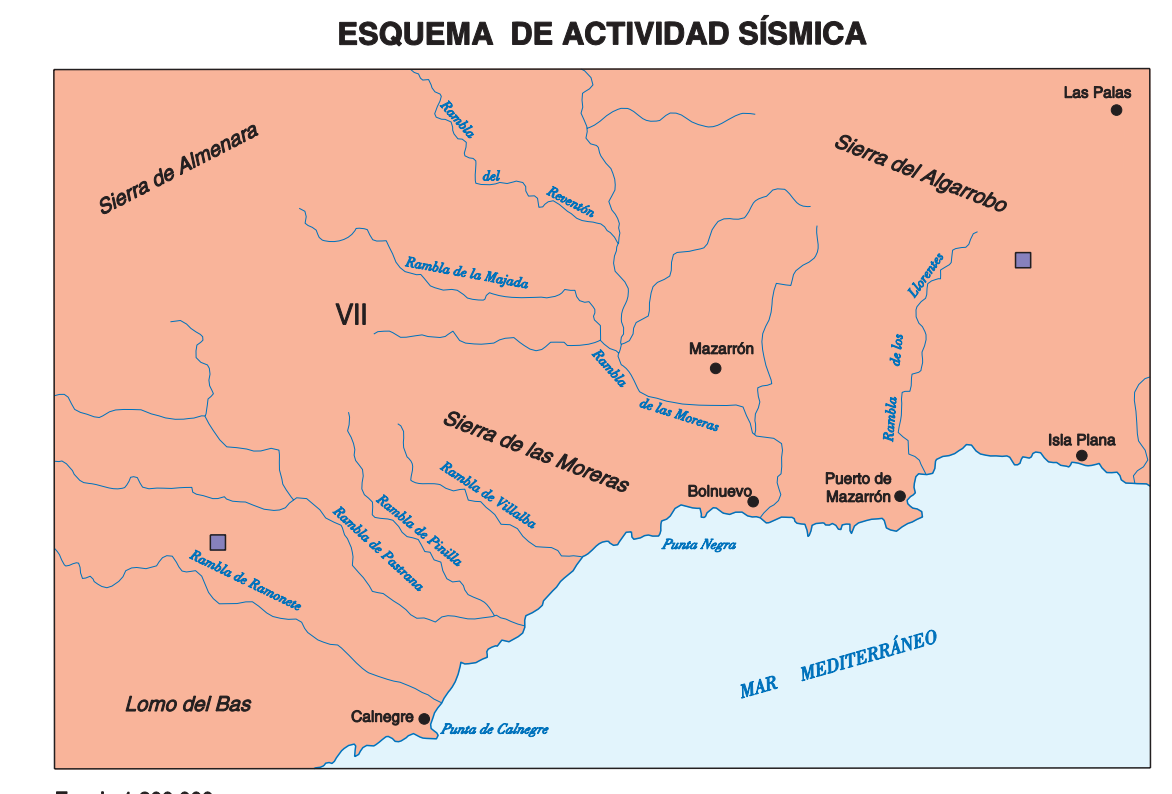 ESQUEMA DE ACTIVIDAD SÍSMICA
Las Palas
Rambla
del
Reventón
Sierra de Almenara
Sierra del Algarrobo
Rambla de la Majada
Llorentes
de los
Rambla
VII
Mazarrón
Rambla
de las Moreras
Sierra de las Moreras
Isla Plana
Rambla de Villalba
Bolnuevo
Puerto de
Mazarrón
Rambla de Pinilla
Rambla de Pastrana
Punta Negra
Rambla de Ramonete
MAR MEDITERRÁNEO
Lomo del Bas
Calnegre
Punta de Calnegre